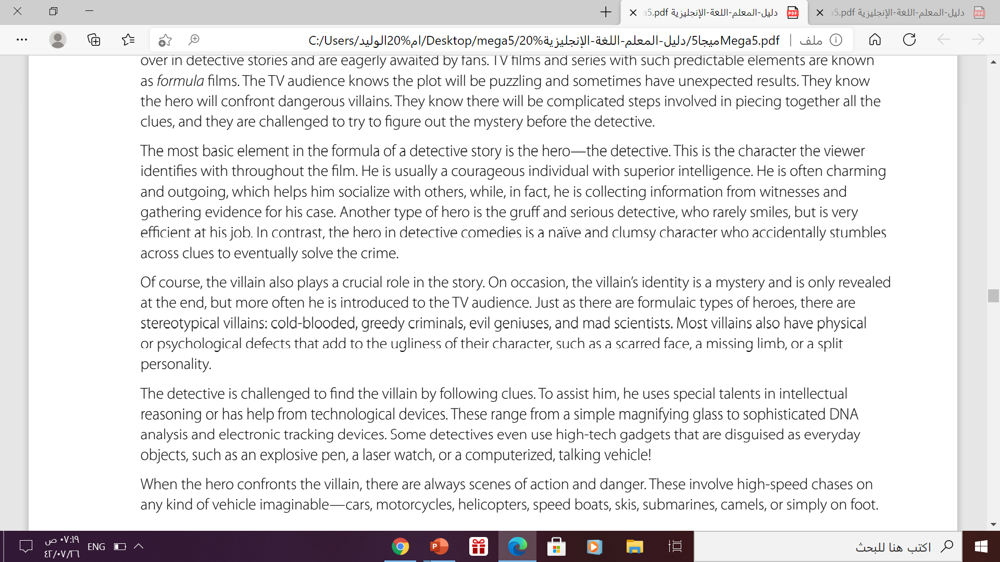 دليل-المعلم-اللغة-الإنجليزية a5.pdf
دليل-المعلم-اللغة-الإنجليزية a5.pdf
C:/Users/ام%20الوليد/Desktop/mega5/20%دليل-المعلم-اللغة-الإنجليزية/ميجا5Mega5.pdf | ملف
over in detective stories and are eagerly awaited by fans. TV films and series with such predictable elements are known
as formula films. The TV audience knows the plot will be puzzling and sometimes have unexpected results. They know
the hero will confront dangerous villains. They know there will be complicated steps involved in piecing together all the
clues, and they are challenged to try to figure out the mystery before the detective.
The most basic element in the formula of a detective story is the hero—the detective. This is the character the viewer
identifies with throughout the film. He is usually a courageous individual with superior intelligence. He is often charming
and outgoing, which helps him socialize with others, while, in fact, he is collecting information from witnesses and
gathering evidence for his case. Another type of hero is the gruff and serious detective, who rarely smiles, but is very
efficient at his job. In contrast, the hero in detective comedies is a naïve and clumsy character who accidentally stumbles
across clues to eventually solve the crime.
Of course, the villain also plays a crucial role in the story. On occasion, the villain’s identity is a mystery and is only revealed
at the end, but more often he is introduced to the TV audience. Just as there are formulaic types of heroes, there are
stereotypical villains: cold-blooded, greedy criminals, evil geniuses, and mad scientists. Most villains also have physical
or psychological defects that add to the ugliness of their character, such as a scarred face, a missing limb, or a split
personality.
The detective is challenged to find the villain by following clues. To assist him, he uses special talents in intellectual
reasoning or has help from technological devices. These range from a simple magnifying glass to sophisticated DNA
analysis and electronic tracking devices. Some detectives even use high-tech gadgets that are disguised as everyday
objects, such as an explosive pen, a laser watch, or a computerized, talking vehicle!
When the hero confronts the villain, there are always scenes of action and danger. These involve high-speed chases on
any kind of vehicle imaginable—cars, motorcycles, helicopters, speed boats, skis, submarines, camels, or simply on foot.
اكتب هنا للبحث
ENG
٠٧:١٩ ص
٤٢/٠٧/٢٦